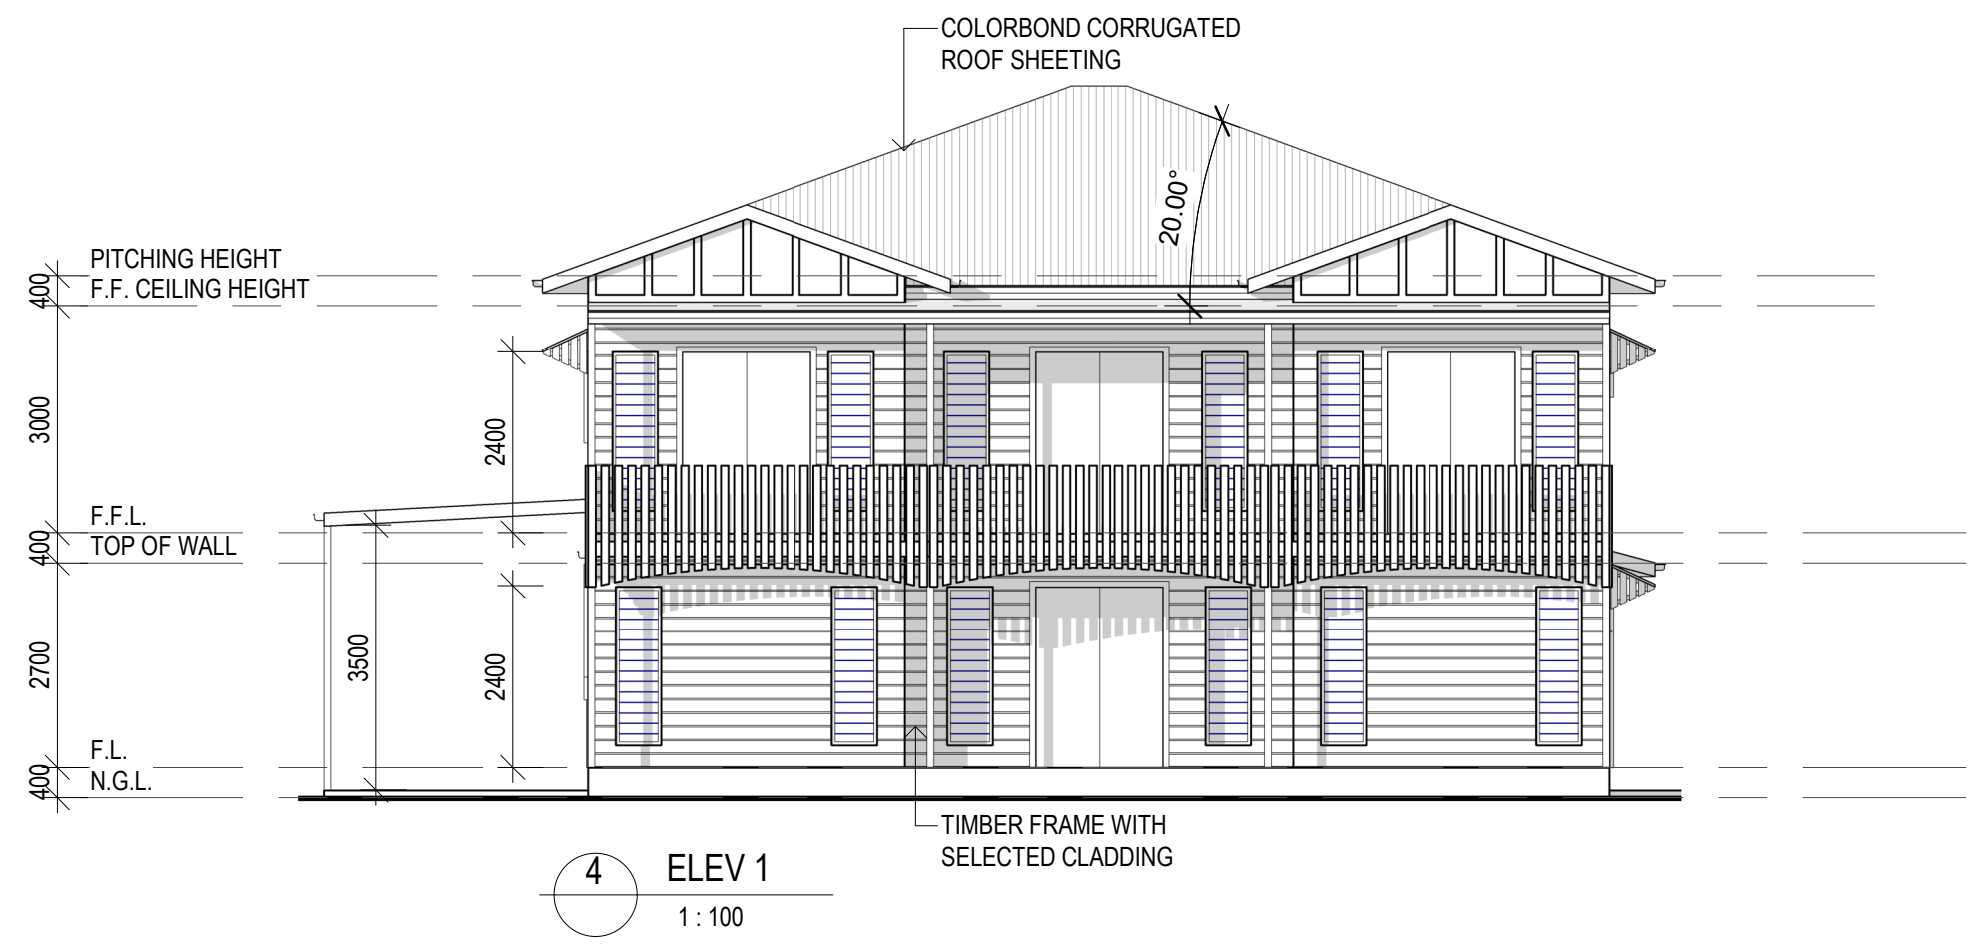 COLORBOND CORRUGATED
ROOF SHEETING
20.00°
PITCHING HEIGHT
F.F. CEILING HEIGHT
400
3000
2400
F.F.L.
TOP OF WALL
400
2700
3500
2400
F.L.
N.G.L.
400
TIMBER FRAME WITH
SELECTED CLADDING
4
ELEV 1
1 : 100